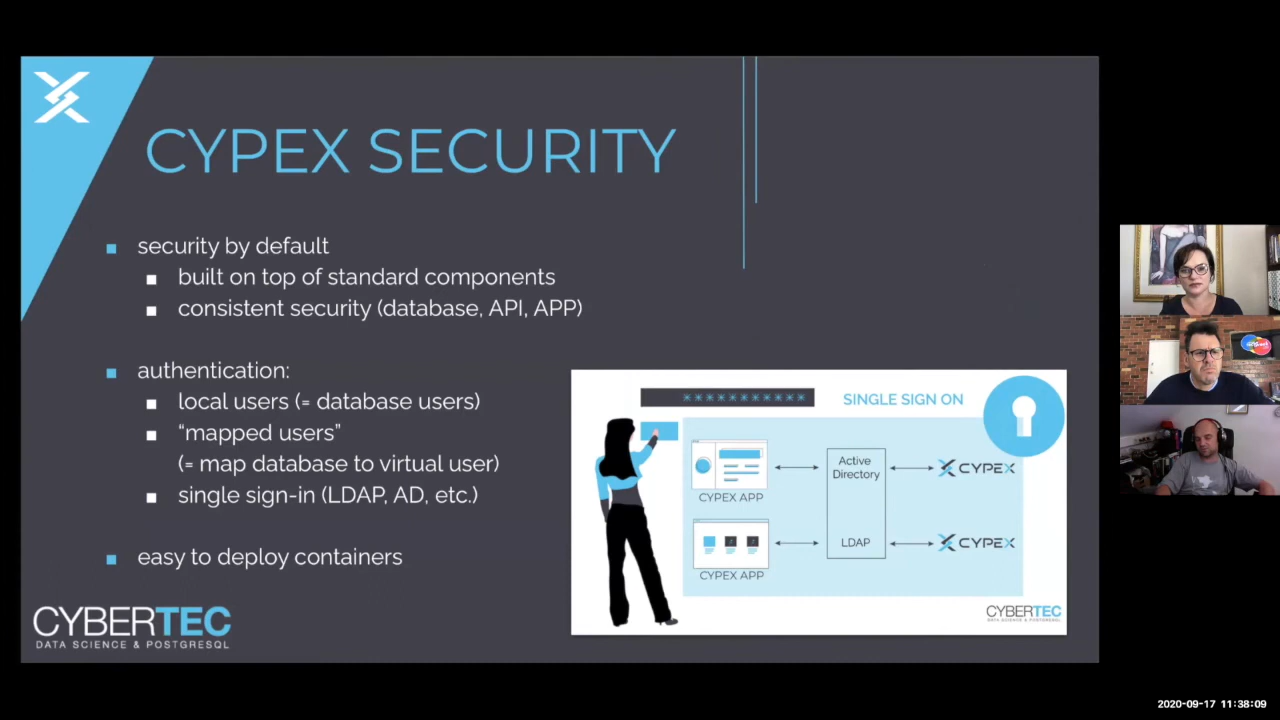 CYPEX SECURITY
security by default
built on top of standard components
consistent security (database, API, APP)
authentication:
local users (= database users)
“mapped users”
(= map database to virtual user)
single sign-in (LDAP, AD, etc.)
easy to deploy containers
CYBERTEC
DATA SCIENCE & POSTGRESQL
* * * * * * * * * * *
SINGLE SIGN ON
CYPEX APP
Active
Directory
CYPEX
CYPEX APP
LDAP
CYPEX
CYBERTEC
DATA SCIENCE & POSTGRESQL
2020-09-17 11:38:09